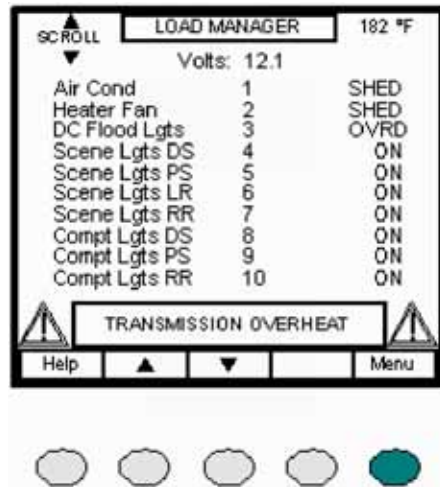 SCROLL LOAD MANAGER 182 °F
Volts: 12.1
Air Cond 1 SHED
Heater Fan 2 SHED
DC Flood Lgts 3 OVRD
Scene Lgts DS 4 ON
Scene Lgts PS 5 ON
Scene Lgts LR 6 ON
Scene Lgts RR 7 ON
Compt Lgts DS 8 ON
Compt Lgts PS 9 ON
Compt Lgts RR 10 ON
TRANSMISSION OVERHEAT
Help ▲ ▼ Menu